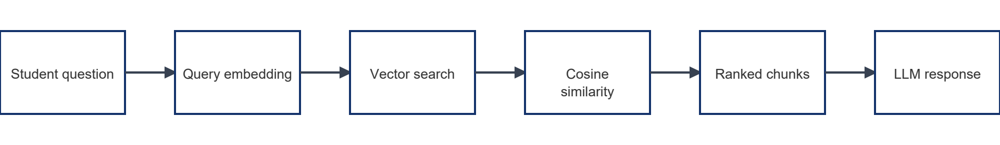 Student question
Query embedding
Vector search
Cosine
similarity
Ranked chunks
LLM response